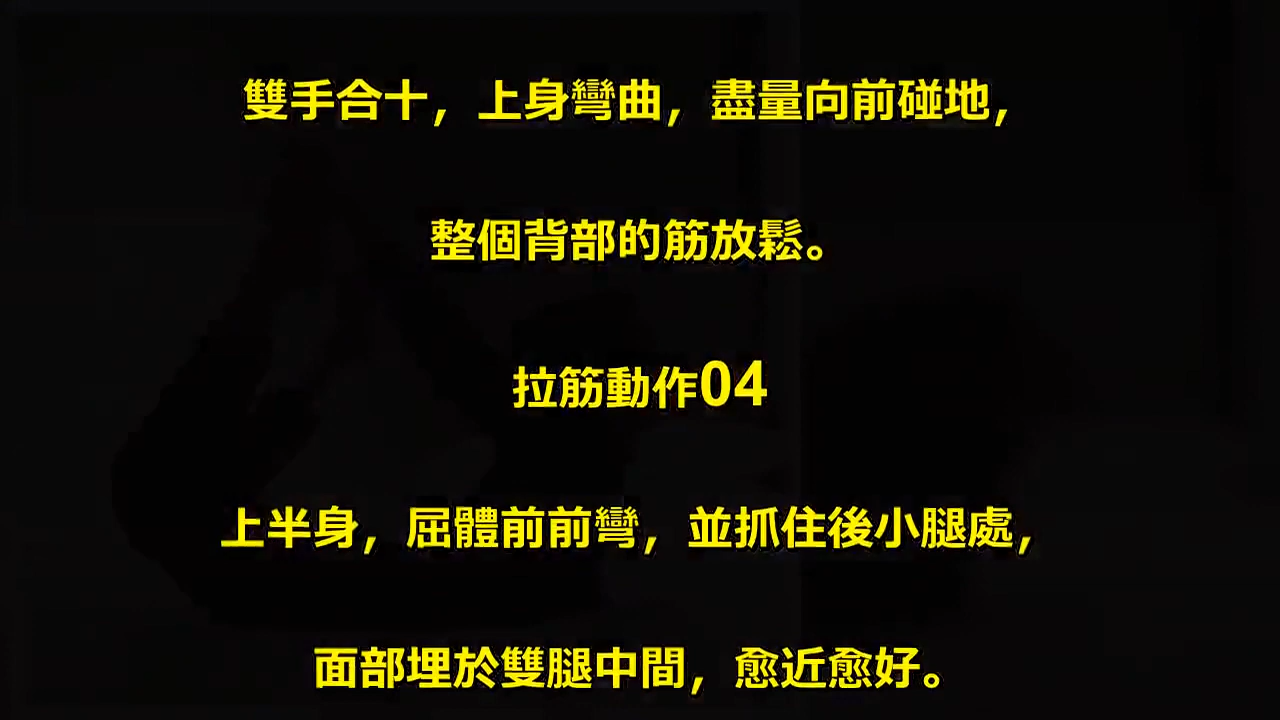 雙手合十，上身彎曲，盡量向前碰地，
整個背部的筋放鬆。
拉筋動作04
上半身，屈體前前彎，並抓住後小腿處，
面部埋於雙腿中間，愈近愈好。